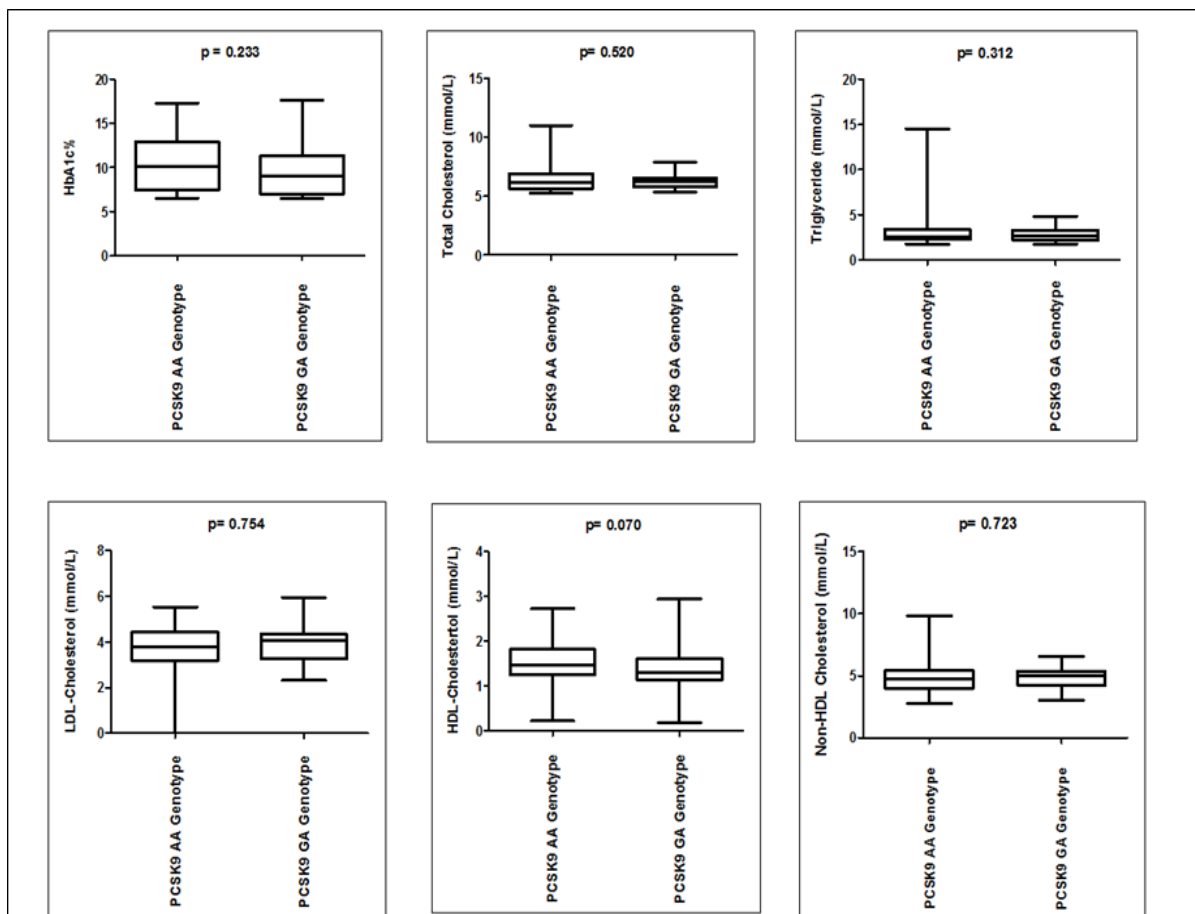 p = 0.233
HbA1c%
20
15
10
5
0
PCSK9 AA Genotype
PCSK9 GA Genotype
p = 0.520
Total Cholesterol (mmol/L)
15
10
5
0
PCSK9 AA Genotype
PCSK9 GA Genotype
p = 0.312
Triglyceride (mmol/L)
20
15
10
5
0
PCSK9 AA Genotype
PCSK9 GA Genotype
p= 0.754
LDL-Cholesterol (mmol/L)
8
6
4
2
0
PCSK9 AA Genotype
PCSK9 GA Genotype
p= 0.070
HDL-Cholestertol (mmol/L)
4
3
2
1
0
PCSK9 AA Genotype
PCSK9 GA Genotype
p= 0.723
Non-HDL Cholesterol (mmol/L)
15
10
5
0
PCSK9 AA Genotype
PCSK9 GA Genotype